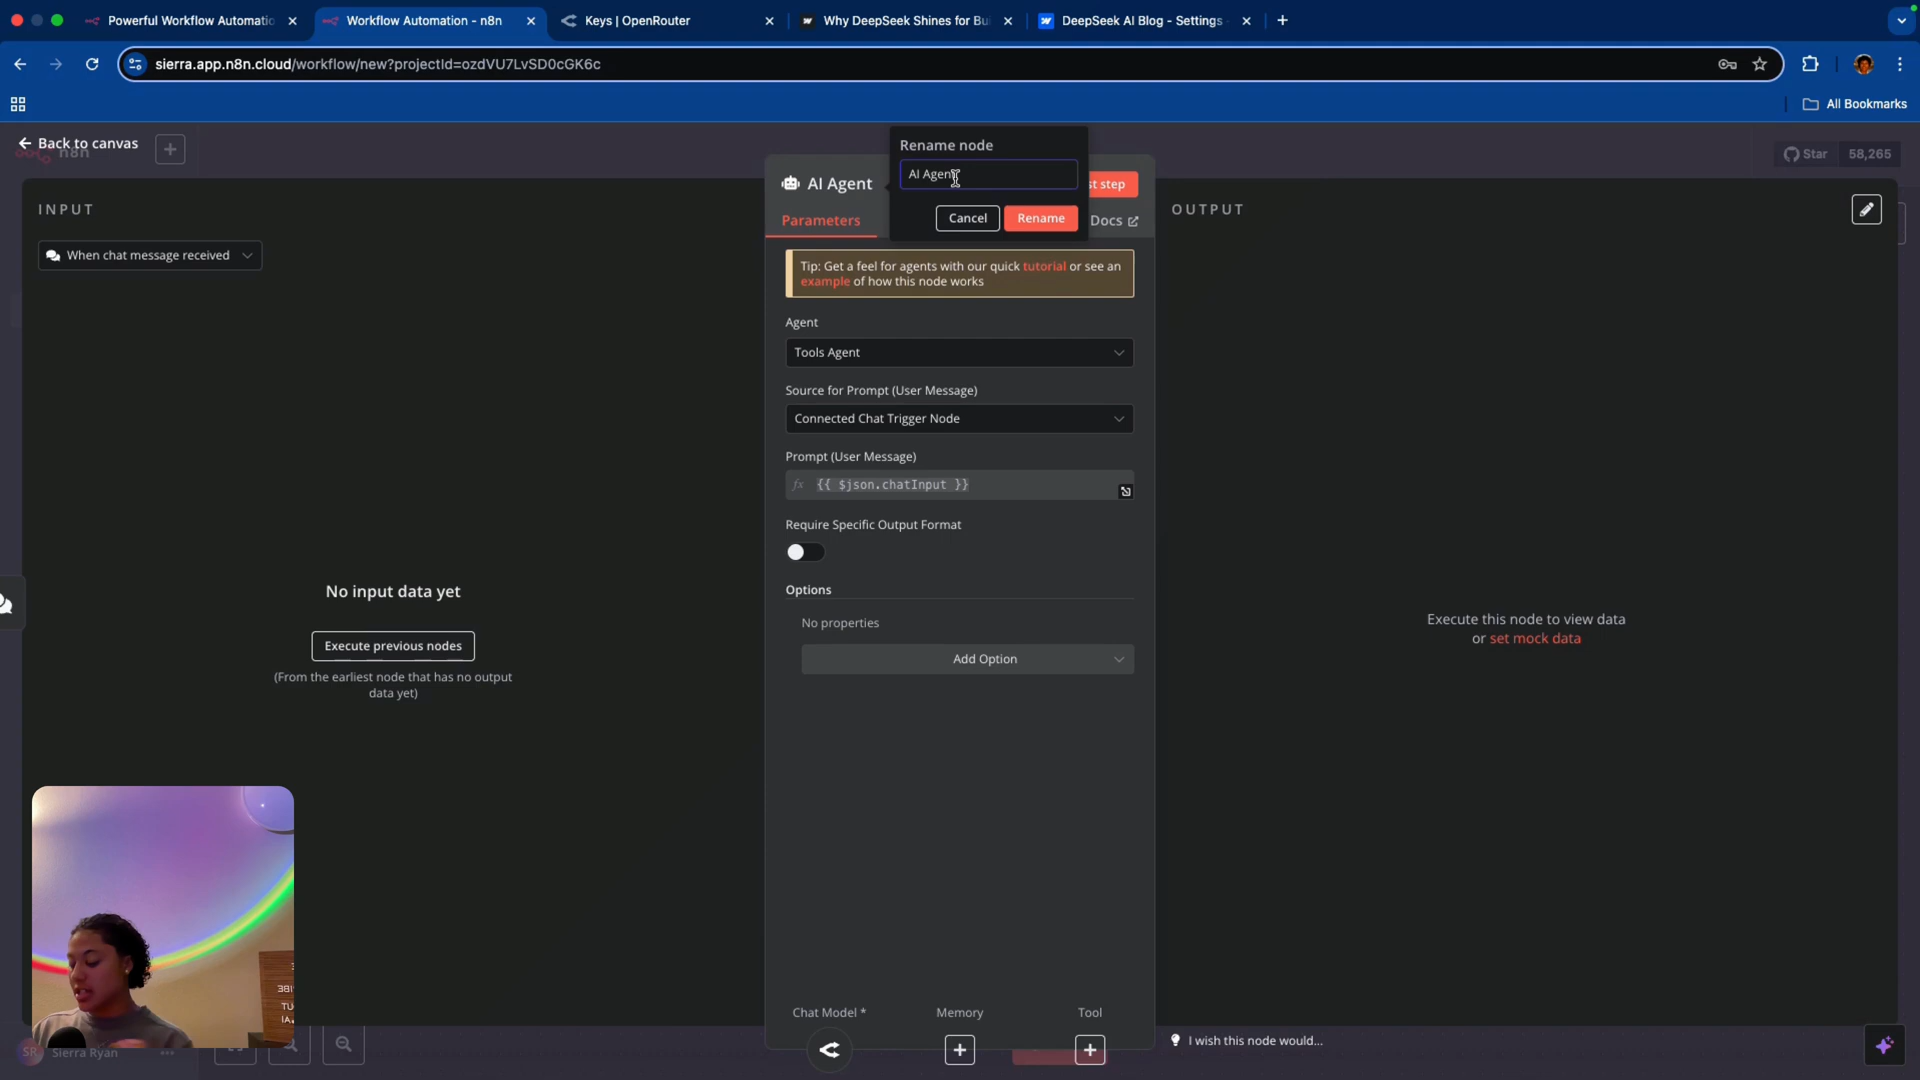 Powerful Workflow Automatio
Workflow Automation - n8n
Keys | OpenRouter
Why DeepSeek Shines for Bu
DeepSeek AI Blog - Settings
sierra.app.n8n.cloud/workflow/new?projectId=ozdVU7LvSD0cGK6c
All Bookmarks
Back to canvas
n8n
Star 58,265
Rename node
AI Agent
Cancel Rename
AI Agent
st step
Parameters
Docs
INPUT
When chat message received
OUTPUT
Tip: Get a feel for agents with our quick tutorial or see an
example of how this node works
Agent
Tools Agent
Source for Prompt (User Message)
Connected Chat Trigger Node
Prompt (User Message)
fx {{ $json.chatInput }}
Require Specific Output Format
Options
No properties
Add Option
No input data yet
Execute previous nodes
(From the earliest node that has no output
data yet)
Execute this node to view data
or set mock data
Chat Model *
Memory
Tool
I wish this node would...
SR Sierra Ryan